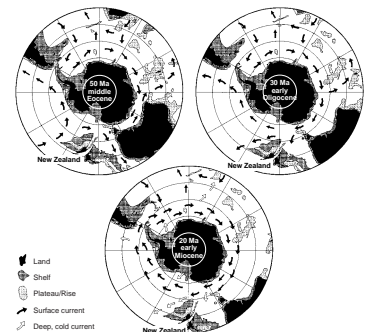 50 Ma
middle
Eocene
New Zealand
30 Ma
early
Oligocene
New Zealand
20 Ma
early
Miocene
New Zealand
Land
Shelf
Plateau/Rise
Surface current
Deep, cold current